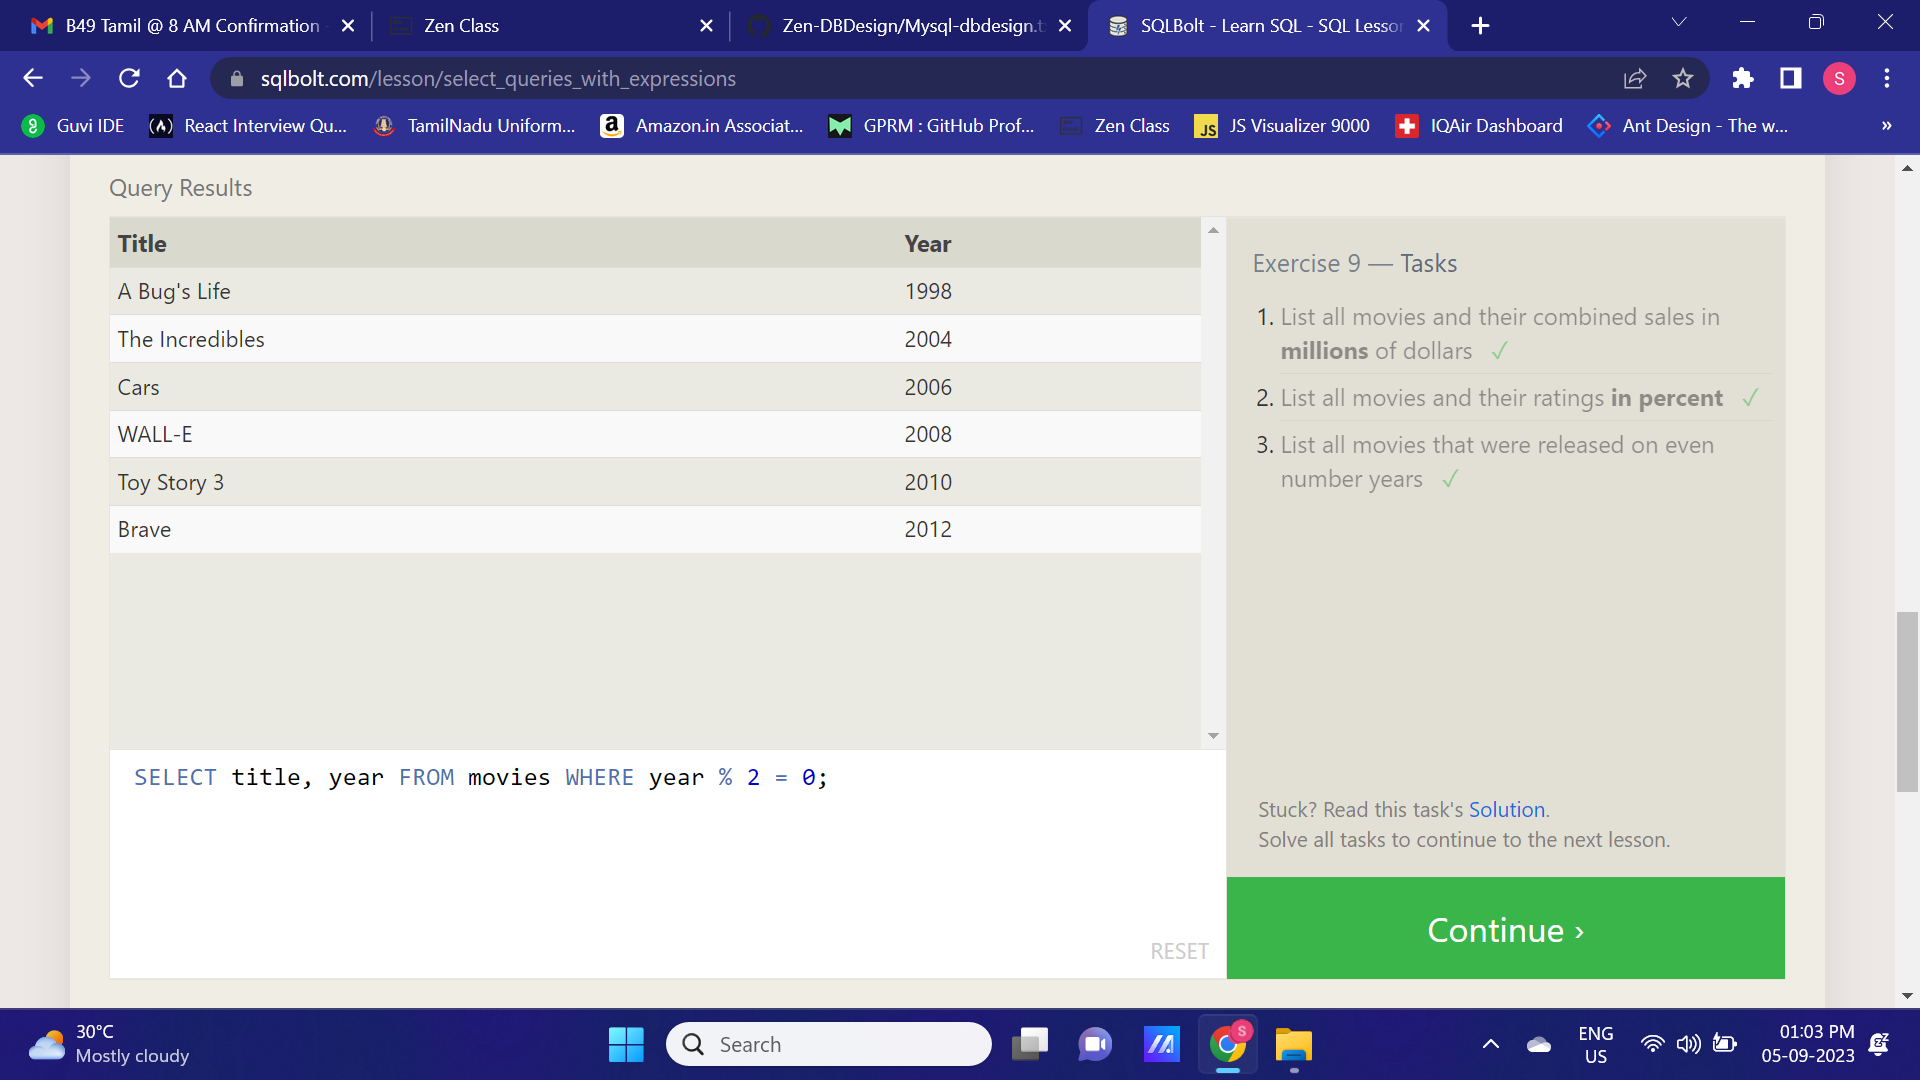 B49 Tamil @ 8 AM Confirmation
Zen Class
Zen-DBDesign/Mysql-dbdesign.t
SQLBolt - Learn SQL - SQL Lesso
S
sqlbolt.com/lesson/select_queries_with_expressions
Guvi IDE
React Interview Qu...
TamilNadu Uniform...
Amazon.in Associat...
GPRM : GitHub Prof...
Zen Class
JS
JS Visualizer 9000
IQAir Dashboard
Ant Design - The w...
»
Query Results
Title Year
A Bug's Life 1998
The Incredibles 2004
Cars 2006
WALL-E 2008
Toy Story 3 2010
Brave 2012
Exercise 9 — Tasks
1. List all movies and their combined sales in
millions of dollars ✓
2. List all movies and their ratings in percent ✓
3. List all movies that were released on even
number years ✓
SELECT title, year FROM movies WHERE year % 2 = 0;
RESET
Stuck? Read this task's Solution.
Solve all tasks to continue to the next lesson.
Continue ›
30°C
Mostly cloudy
Search
S
ENG
US
01:03 PM
05-09-2023